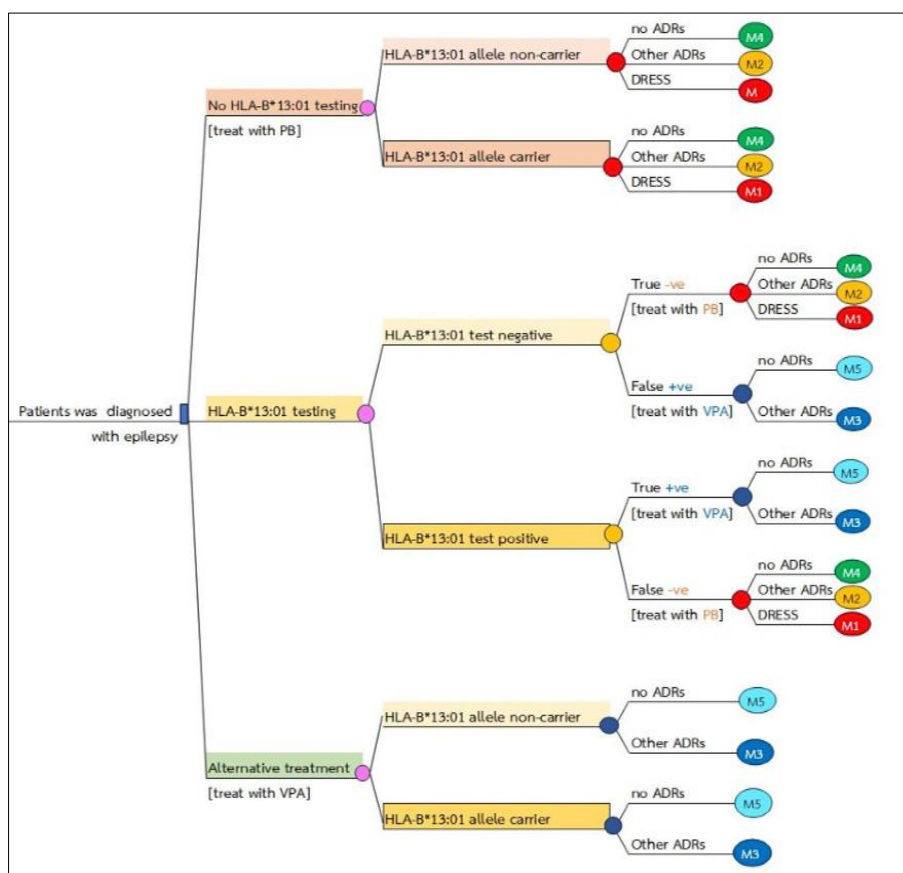 no ADRs
M4
HLA-B*13:01 allele non-carrier
Other ADRs
M2
DRESS
M
No HLA-B*13:01 testing
[treat with PB]
no ADRs
M4
HLA-B*13:01 allele carrier
Other ADRs
M2
DRESS
M1
no ADRs
M4
True -ve
Other ADRs
M2
[treat with PB]
DRESS
M1
HLA-B*13:01 test negative
no ADRs
M5
False +ve
[treat with VPA]
Other ADRs
M3
Patients was diagnosed
with epilepsy
HLA-B*13:01 testing
no ADRs
M5
True +ve
[treat with VPA]
Other ADRs
M3
HLA-B*13:01 test positive
no ADRs
M4
False -ve
Other ADRs
M2
[treat with PB]
DRESS
M1
no ADRs
M5
HLA-B*13:01 allele non-carrier
Other ADRs
M3
Alternative treatment
[treat with VPA]
no ADRs
M5
HLA-B*13:01 allele carrier
Other ADRs
M3